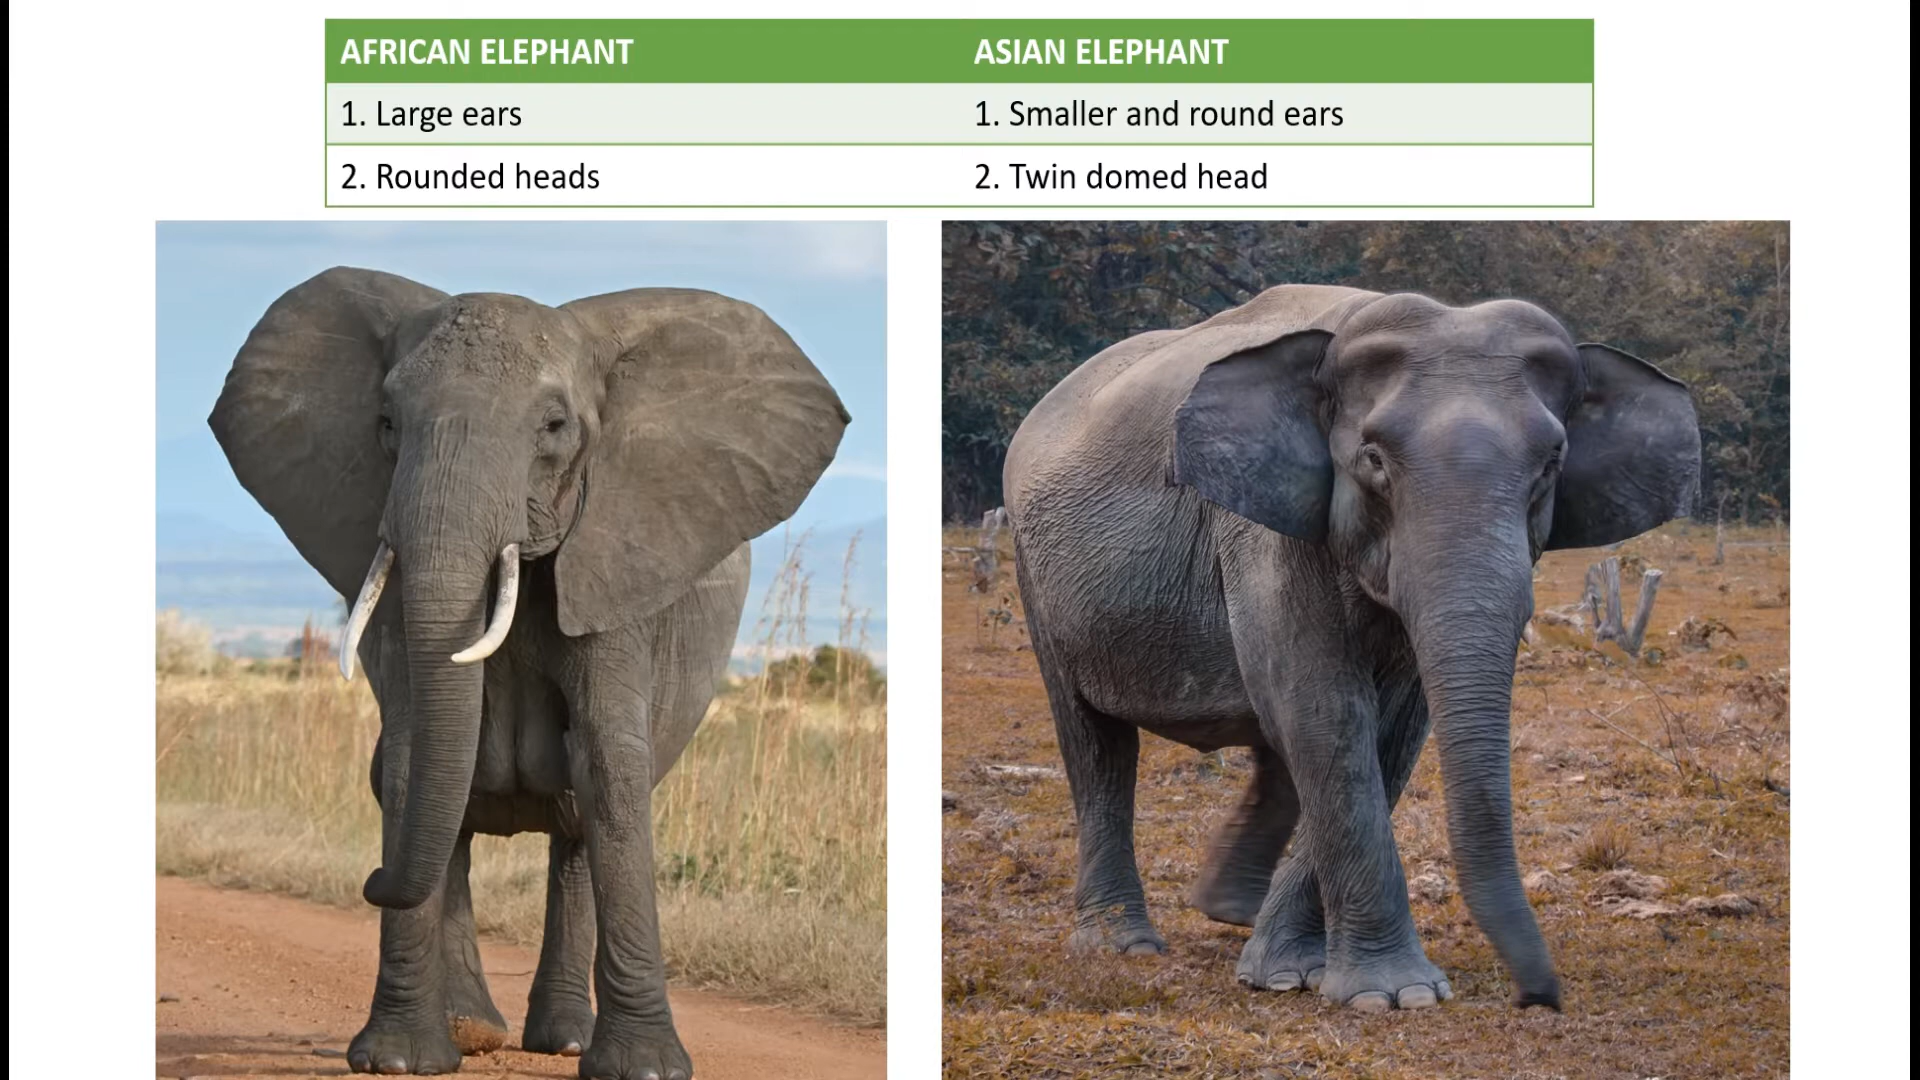 AFRICAN ELEPHANT ASIAN ELEPHANT
1. Large ears 1. Smaller and round ears
2. Rounded heads 2. Twin domed head